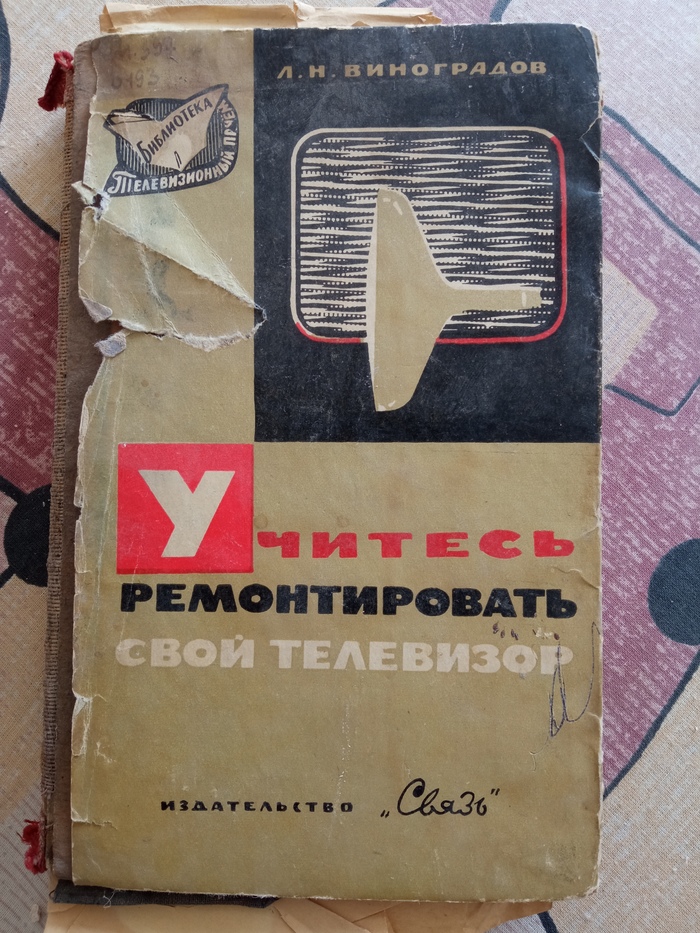 Л. Н. ВИНОГРАДОВ
БИБЛИОТЕКА
ТЕЛЕВИЗИОННЫЙ ПРИЕМ
УЧИТЕСЬ
РЕМОНТИРОВАТЬ
СВОЙ ТЕЛЕВИЗОР
ИЗДАТЕЛЬСТВО „Связь"